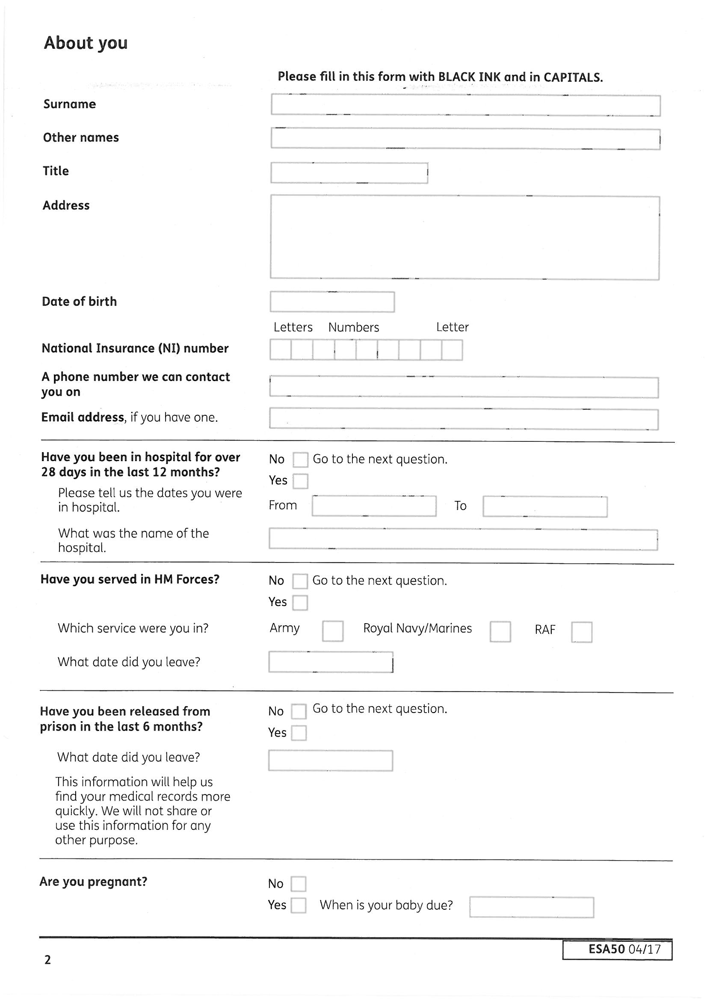 About you
Please fill in this form with BLACK INK and in CAPITALS.
Surname
Other names
Title
Address
Date of birth
Letters Numbers Letter
National Insurance (NI) number
A phone number we can contact
you on
Email address, if you have one.
Have you been in hospital for over
28 days in the last 12 months?
No Go to the next question.
Yes
Please tell us the dates you were
in hospital.
From To
What was the name of the
hospital.
Have you served in HM Forces?
No Go to the next question.
Yes
Which service were you in?
Army Royal Navy/Marines RAF
What date did you leave?
Have you been released from
prison in the last 6 months?
No Go to the next question.
Yes
What date did you leave?
This information will help us
find your medical records more
quickly. We will not share or
use this information for any
other purpose.
Are you pregnant?
No
Yes When is your baby due?
2
ESA50 04/17